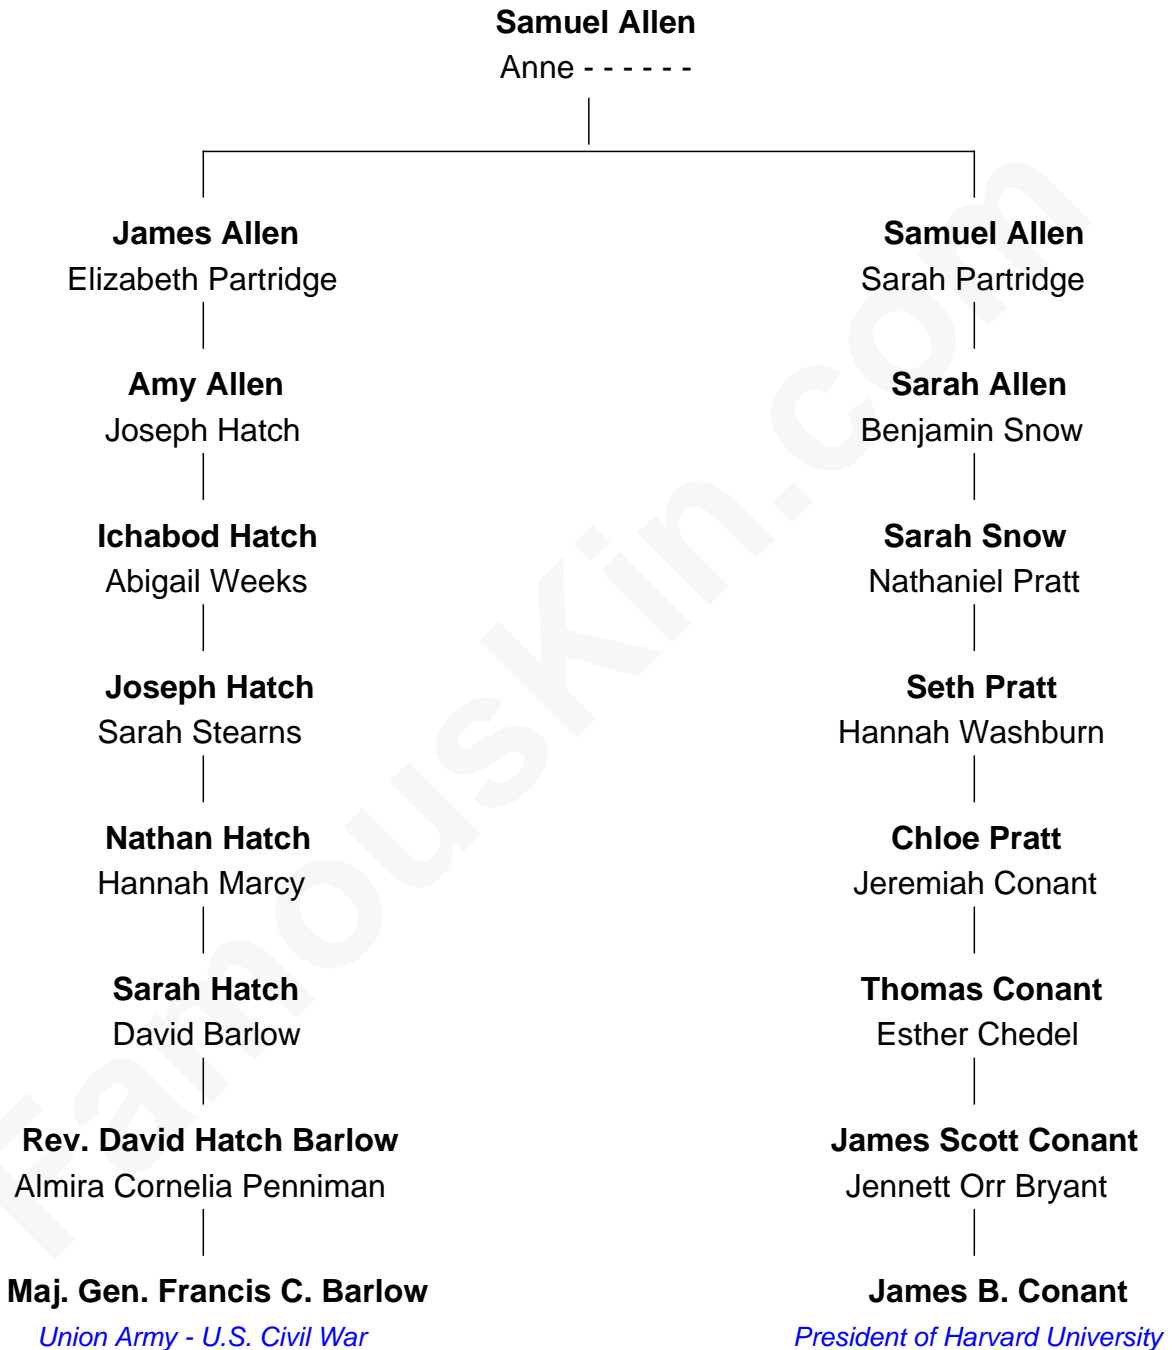 Samuel Allen
Anne - - - - - -
James Allen
Elizabeth Partridge
Samuel Allen
Sarah Partridge
Amy Allen
Joseph Hatch
Sarah Allen
Benjamin Snow
Ichabod Hatch
Abigail Weeks
Sarah Snow
Nathaniel Pratt
Joseph Hatch
Sarah Stearns
Seth Pratt
Hannah Washburn
Nathan Hatch
Hannah Marcy
Chloe Pratt
Jeremiah Conant
Sarah Hatch
David Barlow
Thomas Conant
Esther Chedel
Rev. David Hatch Barlow
Almira Cornelia Penniman
James Scott Conant
Jennett Orr Bryant
Maj. Gen. Francis C. Barlow
Union Army - U.S. Civil War
James B. Conant
President of Harvard University
FamousKin.com